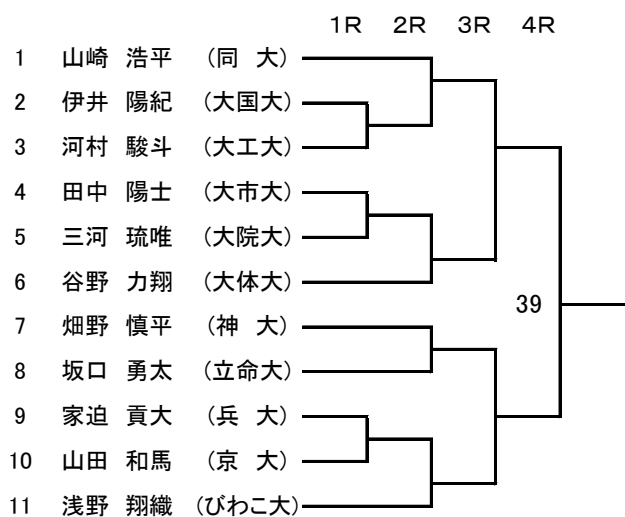 1R 2R 3R 4R
1 山崎 浩平 (同 大)
2 伊井 陽紀 (大国大)
3 河村 駿斗 (大工大)
4 田中 陽士 (大市大)
5 三河 琉唯 (大院大)
6 谷野 力翔 (大体大)
39
7 畑野 慎平 (神 大)
8 坂口 勇太 (立命大)
9 家迫 貢大 (兵 大)
10 山田 和馬 (京 大)
11 浅野 翔織 (びわこ大)